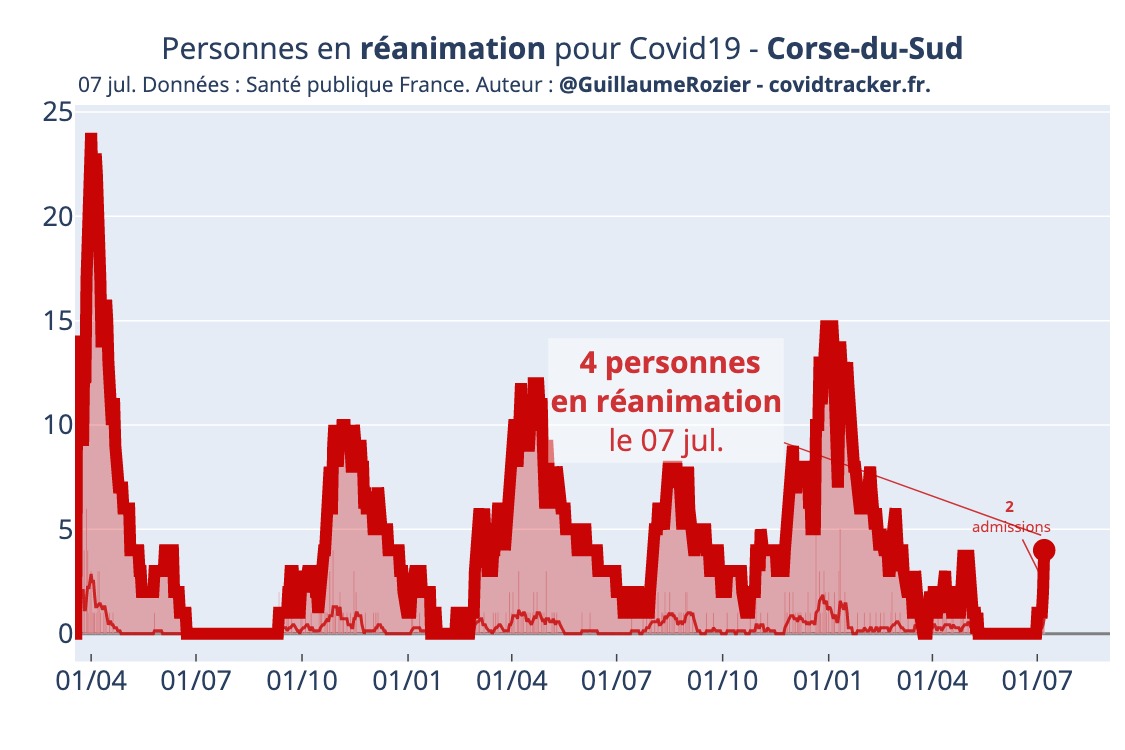 Personnes en réanimation pour Covid19 - Corse-du-Sud
07 jul. Données : Santé publique France. Auteur : @GuillaumeRozier - covidtracker.fr.
25
20
15
10
5
0
4 personnes
en réanimation
le 07 jul.
2
admissions
01/04 01/07 01/10 01/01 01/04 01/07 01/10 01/01 01/04 01/07